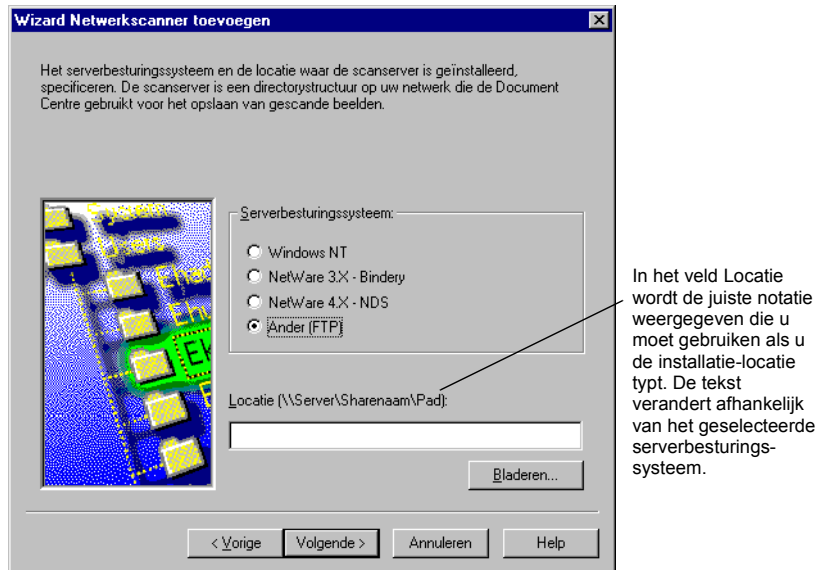 Wizard Netwerkscanner toevoegen
Het serverbesturingssysteem en de locatie waar de scanserver is geïnstalleerd,
specificeren. De scanserver is een directorystructuur op uw netwerk die de Document
Centre gebruikt voor het opslaan van gescande beelden.
System
Users
Serverbesturingssysteem:
Windows NT
NetWare 3.X - Bindery
NetWare 4.X - NDS
Ander (FTP)
Locatie (\\Server\Sharenaam\Pad):
Bladeren...
< Vorige
Volgende >
Annuleren
Help
In het veld Locatie
wordt de juiste notatie
weergegeven die u
moet gebruiken als u
de installatie-locatie
typt. De tekst
verandert afhankelijk
van het geselecteerde
serverbesturings-
systeem.